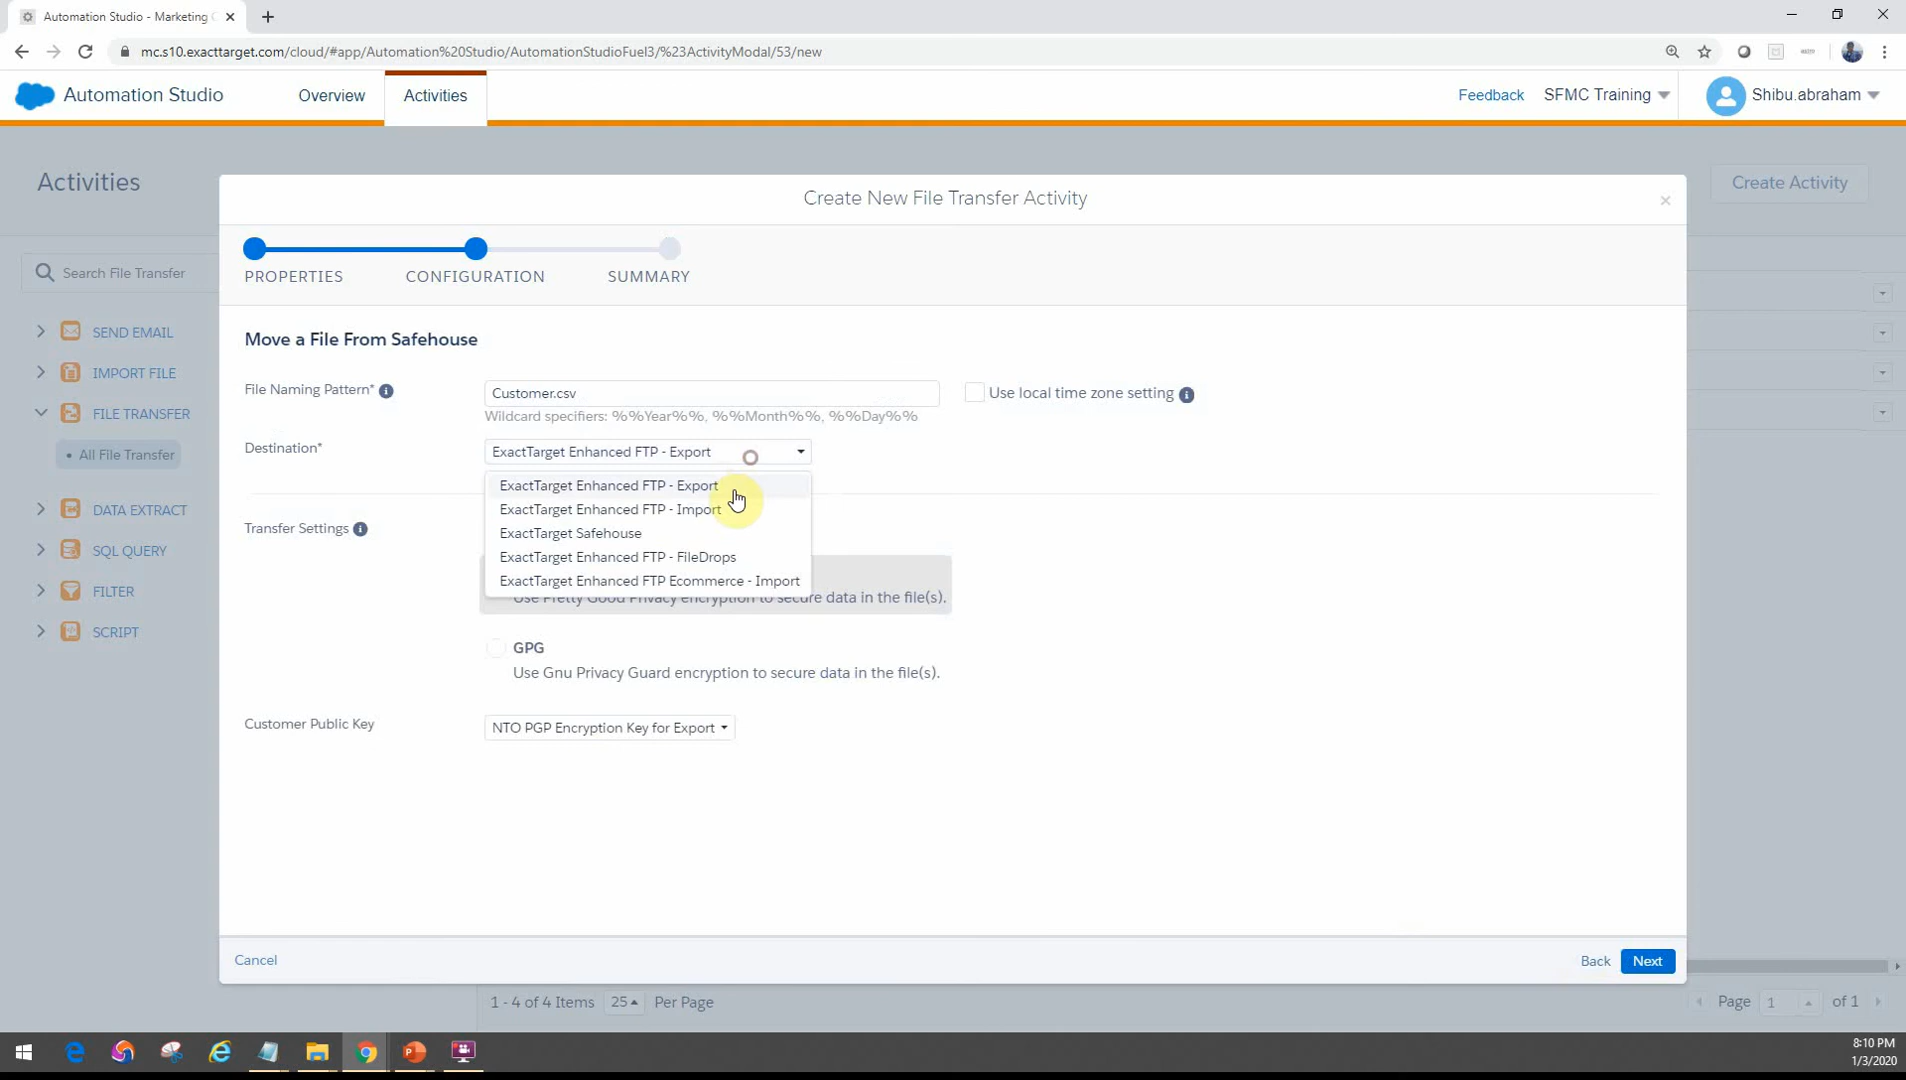 Automation Studio - Marketing C
mc.s10.exacttarget.com/cloud/#app/Automation%20Studio/AutomationStudioFuel3/%23ActivityModal/53/new
Automation Studio
Overview
Activities
Feedback
SFMC Training
Shibu.abraham
Activities
Create Activity
Create New File Transfer Activity
PROPERTIES
CONFIGURATION
SUMMARY
Search File Transfer
SEND EMAIL
IMPORT FILE
FILE TRANSFER
• All File Transfer
DATA EXTRACT
SQL QUERY
FILTER
SCRIPT
Move a File From Safehouse
File Naming Pattern*
Customer.csv
Use local time zone setting
Wildcard specifiers: %%Year%%, %%Month%%, %%Day%%
Destination*
ExactTarget Enhanced FTP - Export
ExactTarget Enhanced FTP - Export
ExactTarget Enhanced FTP - Import
ExactTarget Safehouse
ExactTarget Enhanced FTP - FileDrops
ExactTarget Enhanced FTP Ecommerce - Import
Transfer Settings
Use Pretty Good Privacy encryption to secure data in the file(s).
GPG
Use Gnu Privacy Guard encryption to secure data in the file(s).
Customer Public Key
NTO PGP Encryption Key for Export
Cancel
Back
Next
1 - 4 of 4 Items
25
Per Page
Page
1
of 1
8:10 PM
1/3/2020